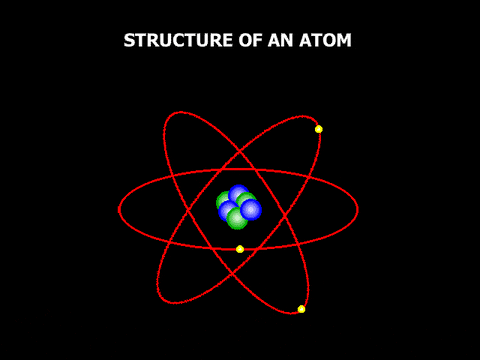 STRUCTURE OF AN ATOM